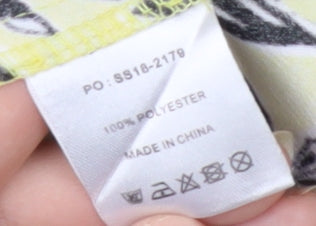 PO: SS18-2179
100% POLYESTER
MADE IN CHINA